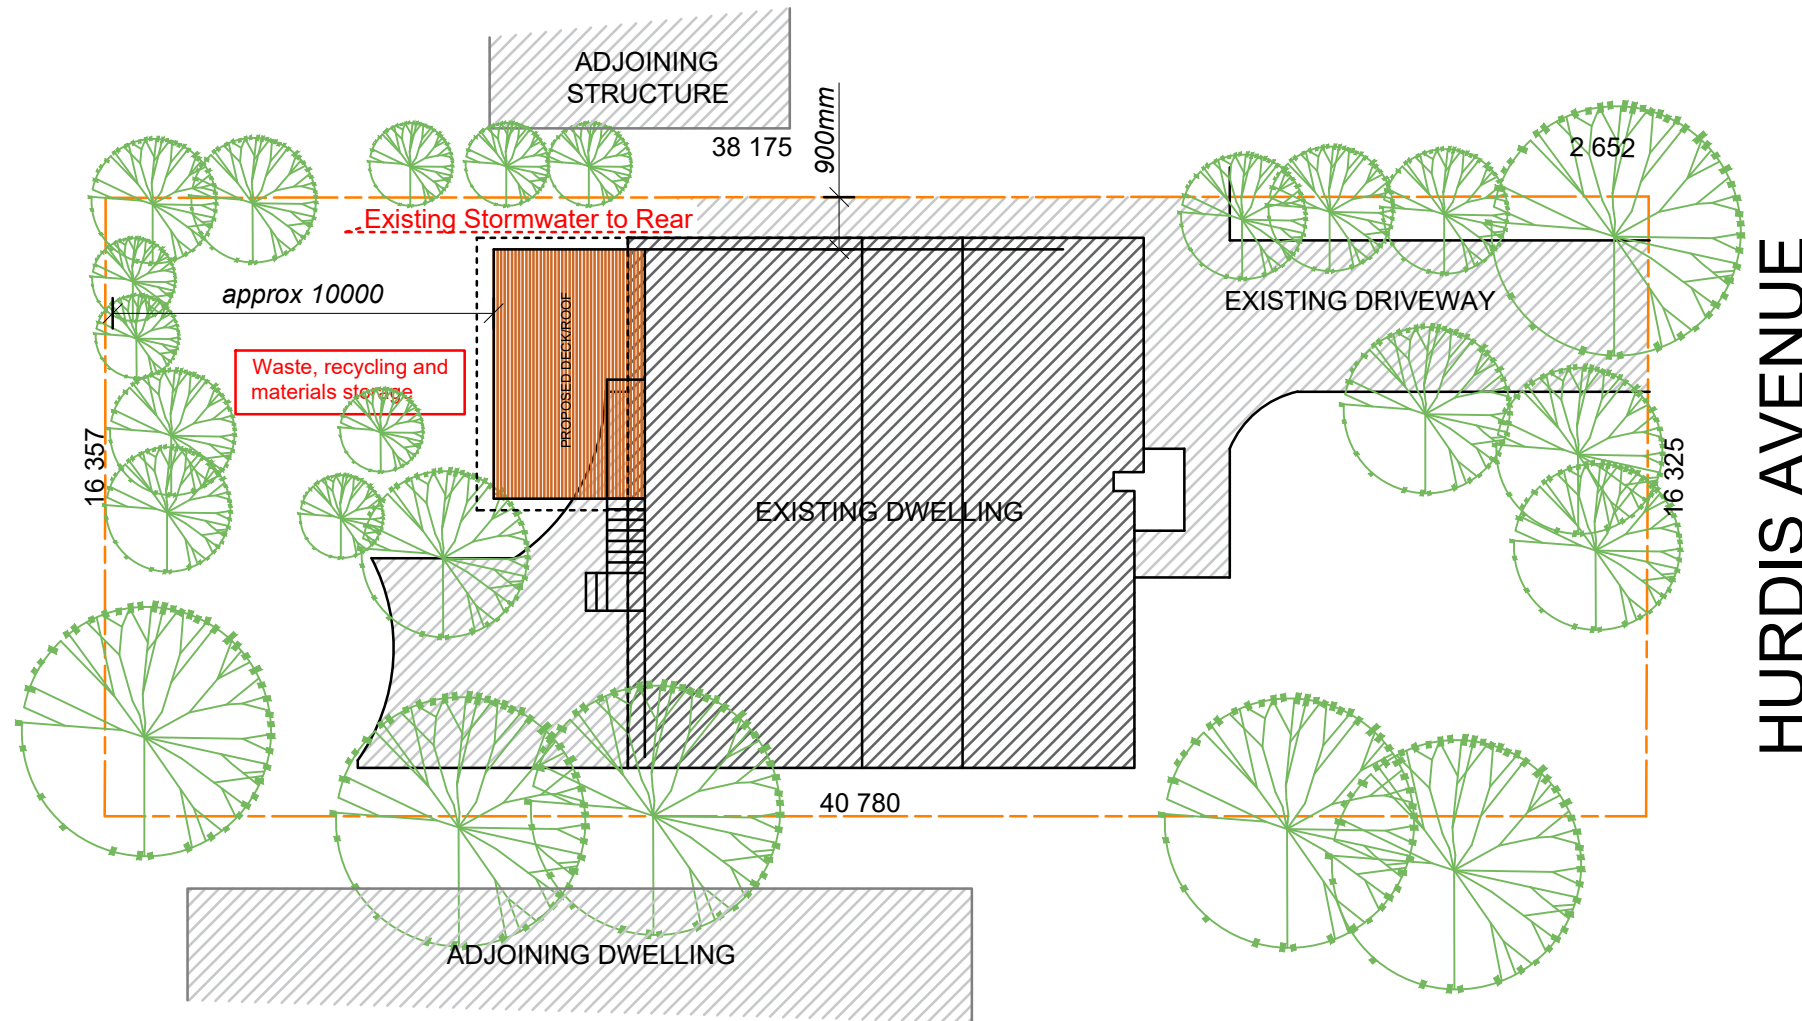 ADJOINING
STRUCTURE
38 175
900mm
2 652
Existing Stormwater to Rear
approx 10000
EXISTING DRIVEWAY
PROPOSED DECK/ROOF
Waste, recycling and
materials storage
16 357
16 325
HURDIS AVENUE
EXISTING DWELLING
40 780
ADJOINING DWELLING